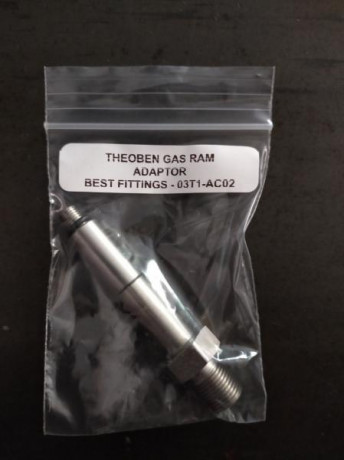 THEOBEN GAS RAM
ADAPTOR
BEST FITTINGS - 03T1-AC02